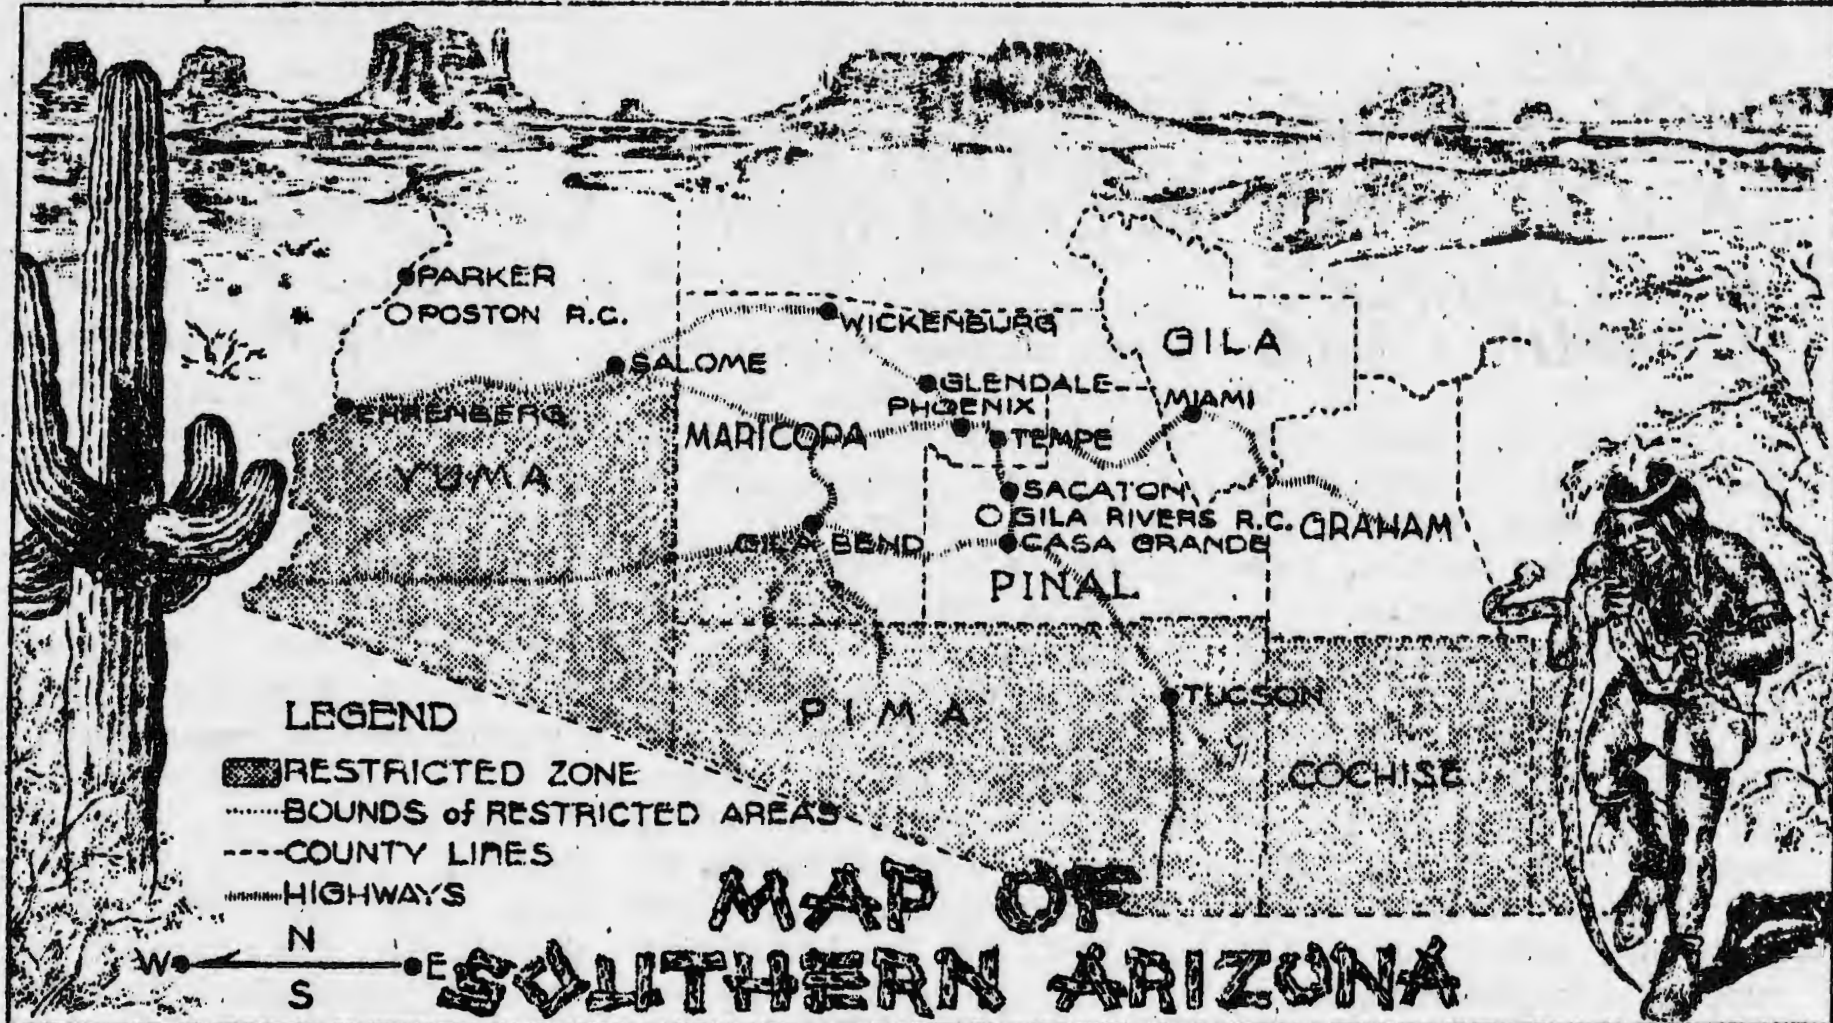 PARKER
POSTON R.C.
WICKENBURG
GILA
SALOME
GLENDALE
PHOENIX
MIAMI
EHRENBERG
MARICOPA
TEMPE
YUMA
SACATON
GILA RIVERS R.C.
GRAHAM
GILA BEND
CASA GRANDE
PINAL
TUCSON
PIMA
COCHISE
LEGEND
RESTRICTED ZONE
BOUNDS of RESTRICTED AREAS
COUNTY LINES
HIGHWAYS
N
W
E
S
MAP OF
SOUTHERN ARIZONA